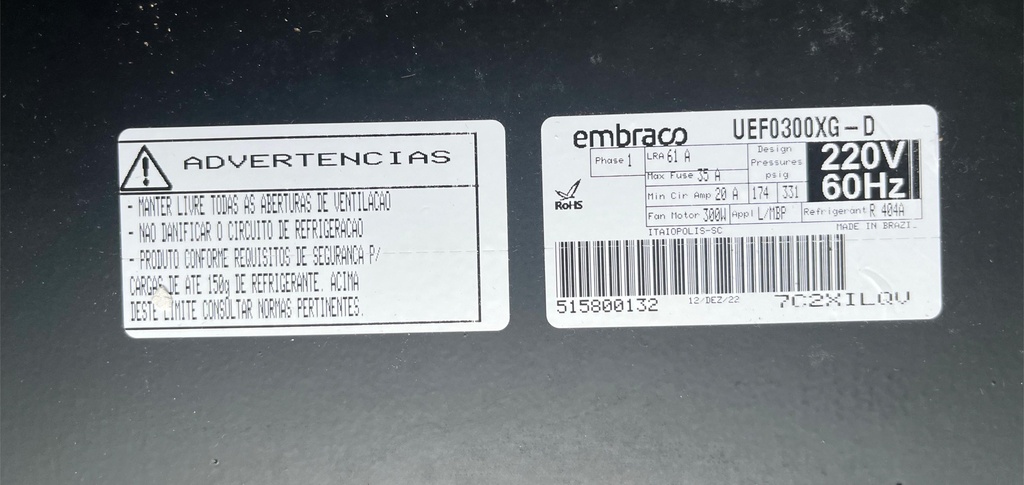 ADVERTENCIAS
- MANTER LIVRE TODAS AS ABERTURAS DE VENTILACAO
- NAO DANIFICAR O CIRCUITO DE REFRIGERACAO
- PRODUTO CONFORME REQUISITOS DE SEGURANCA P/
CARGAS DE ATE 150g DE REFRIGERANTE. ACIMA
DESTE LIMITE CONSULTAR NORMAS PERTINENTES.
embraco
UEF0300XG-D
RoHS
Phase 1
LRA 61 A
Max Fuse 35 A
Min Cir Amp 20 A
Design
Pressures
psig
174 331
220V
60Hz
Fan Motor 300W
Appl L/MBP
Refrigerant R 404A
ITAIOPOLIS-SC
MADE IN BRAZI
515800132
12/DEZ/22
7C2XILQV